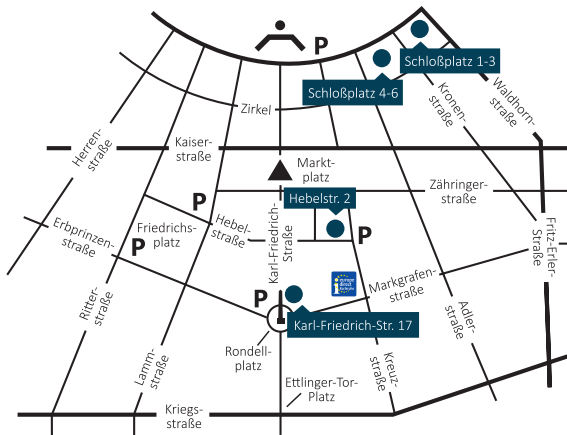 P
Schloßplatz 1-3
Schloßplatz 4-6
Zirkel
Kronen-
straße
Waldhorn-
straße
Herren-
straße
Kaiser-
straße
Markt-
platz
Zähringer-
straße
Hebelstr. 2
P
Hebel-
straße
Friedrichs-
platz
Erbprinzen-
straße
P
Karl-Friedrich-
Straße
P
Fritz-Erler-
Straße
europe
direct
Markgrafen-
straße
P
Karl-Friedrich-Str. 17
Ritter-
straße
Adler-
straße
Rondell-
platz
Lamm-
straße
Kreuz-
straße
Ettlinger-Tor-
Platz
Kriegs-
straße